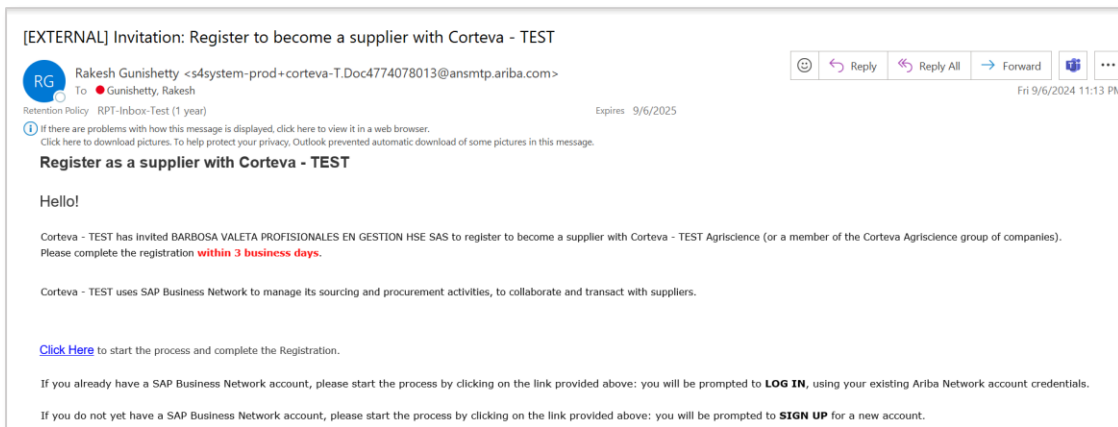 [EXTERNAL] Invitation: Register to become a supplier with Corteva - TEST
RG
Rakesh Gunishetty <s4system-prod+corteva-T.Doc4774078013@ansmtp.ariba.com>
To Gunishetty, Rakesh
Reply
Reply All
Forward
Fri 9/6/2024 11:13 PM
Retention Policy RPT-Inbox-Test (1 year)
Expires 9/6/2025
If there are problems with how this message is displayed, click here to view it in a web browser.
Click here to download pictures. To help protect your privacy, Outlook prevented automatic download of some pictures in this message.
Register as a supplier with Corteva - TEST
Hello!
Corteva - TEST has invited BARBOSA VALETA PROFISIONALES EN GESTION HSE SAS to register to become a supplier with Corteva - TEST Agriscience (or a member of the Corteva Agriscience group of companies).
Please complete the registration within 3 business days.
Corteva - TEST uses SAP Business Network to manage its sourcing and procurement activities, to collaborate and transact with suppliers.
Click Here to start the process and complete the Registration.
If you already have a SAP Business Network account, please start the process by clicking on the link provided above: you will be prompted to LOG IN, using your existing Ariba Network account credentials.
If you do not yet have a SAP Business Network account, please start the process by clicking on the link provided above: you will be prompted to SIGN UP for a new account.